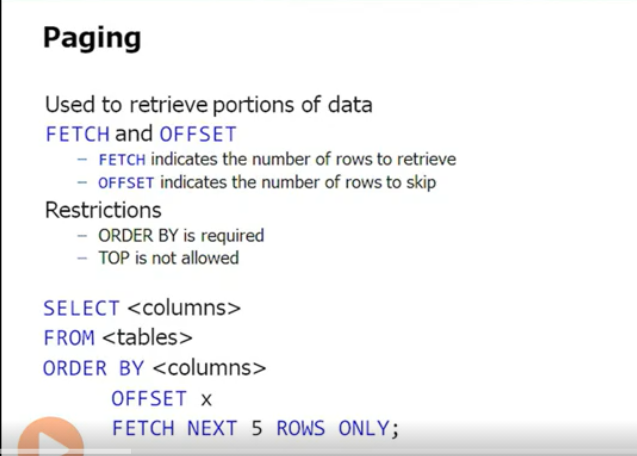 Paging
Used to retrieve portions of data
FETCH and OFFSET
– FETCH indicates the number of rows to retrieve
– OFFSET indicates the number of rows to skip
Restrictions
– ORDER BY is required
– TOP is not allowed
SELECT <columns>
FROM <tables>
ORDER BY <columns>
OFFSET x
FETCH NEXT 5 ROWS ONLY;